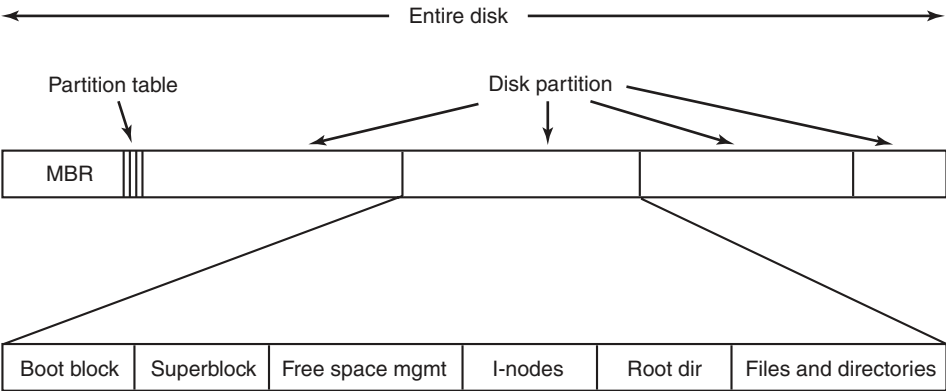 Entire disk
Partition table
Disk partition
MBR
Boot block
Superblock
Free space mgmt
I-nodes
Root dir
Files and directories